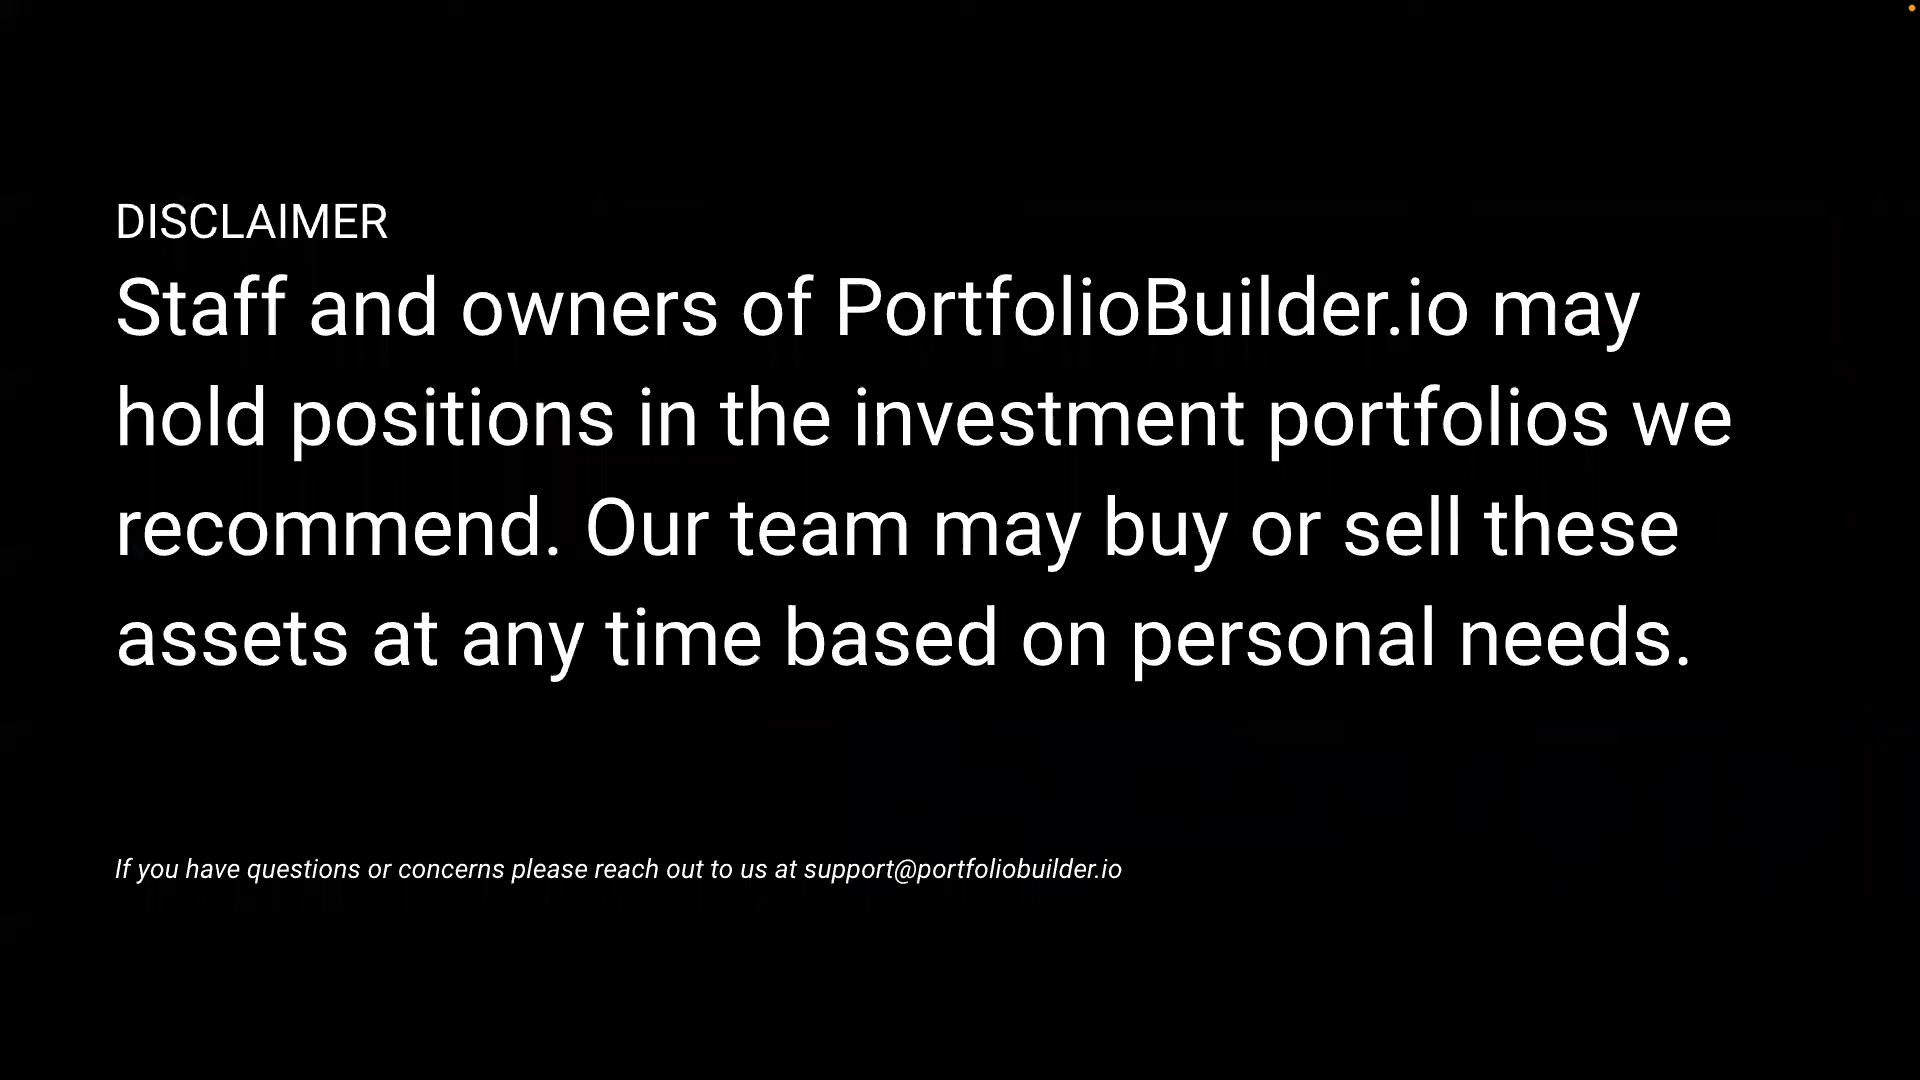 DISCLAIMER
Staff and owners of PortfolioBuilder.io may
hold positions in the investment portfolios we
recommend. Our team may buy or sell these
assets at any time based on personal needs.
If you have questions or concerns please reach out to us at support@portfoliobuilder.io